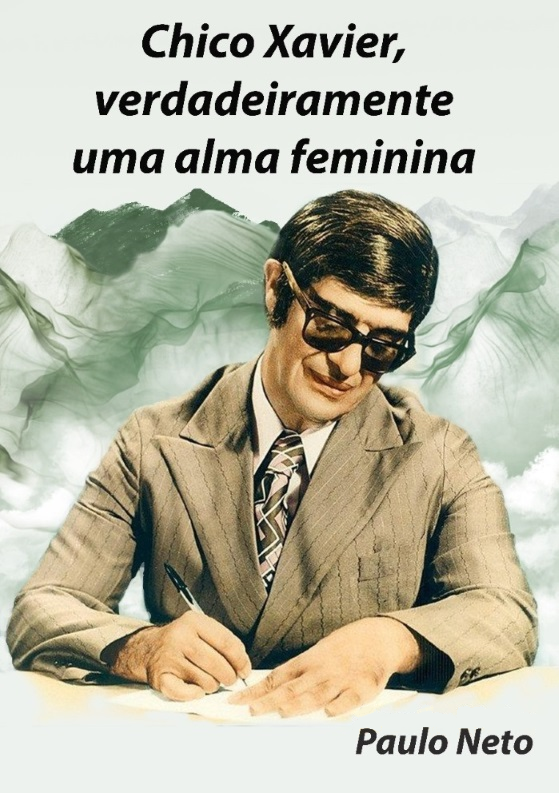 Chico Xavier,
verdadeiramente
uma alma feminina
Paulo Neto